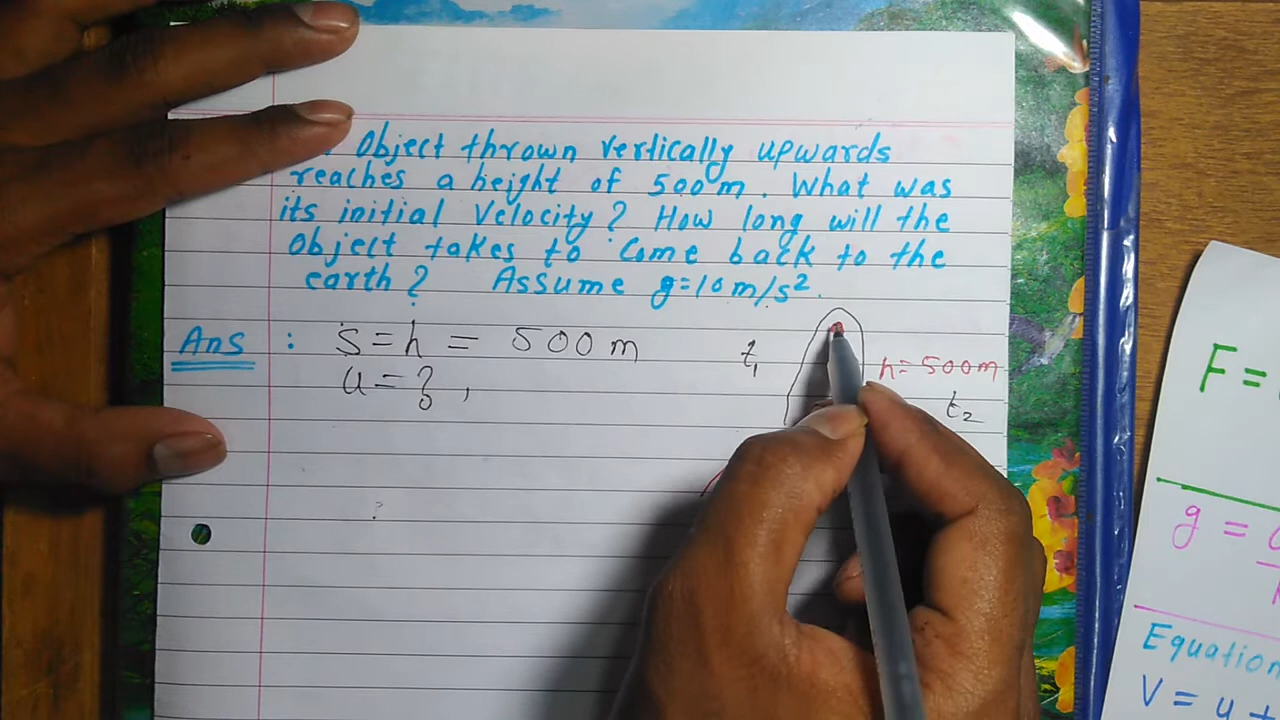 Object thrown vertically upwards
reaches a height of 500m. What was
its initial Velocity? How long will the
Object takes to Come back to the
earth? Assume g=10m/s².
Ans : s = h = 500m
u = ? ,
t₁
h = 500m
t₂
?
F =
g =
Equation
V = u +